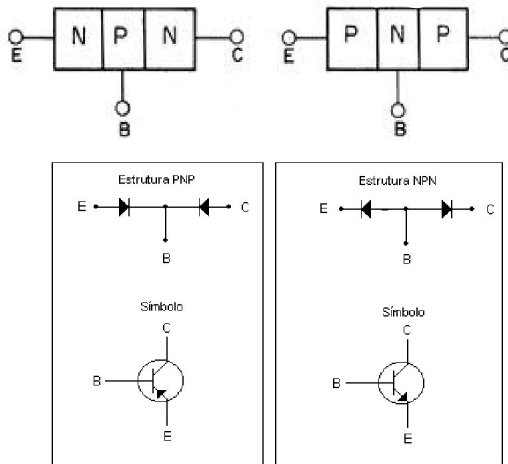 N P N
E C
B
P N P
E C
B
Estrutura PNP
E C
B
Símbolo
C
B
E
Estrutura NPN
E C
B
Símbolo
C
B
E